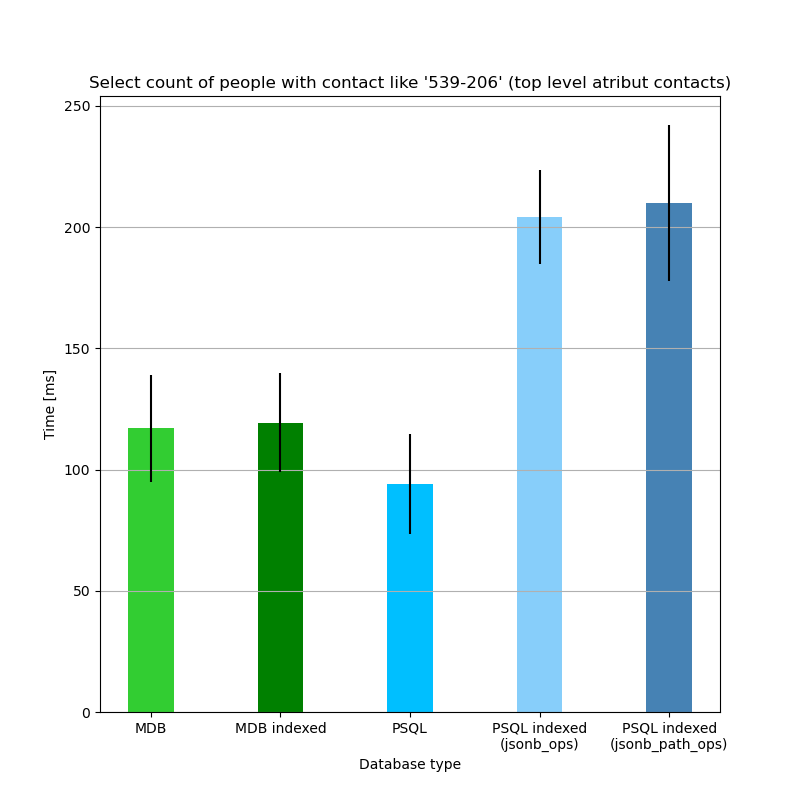 Select count of people with contact like '539-206' (top level atribut contacts)
250
200
150
100
50
0
Time [ms]
MDB
MDB indexed
PSQL
PSQL indexed
(jsonb_ops)
PSQL indexed
(jsonb_path_ops)
Database type